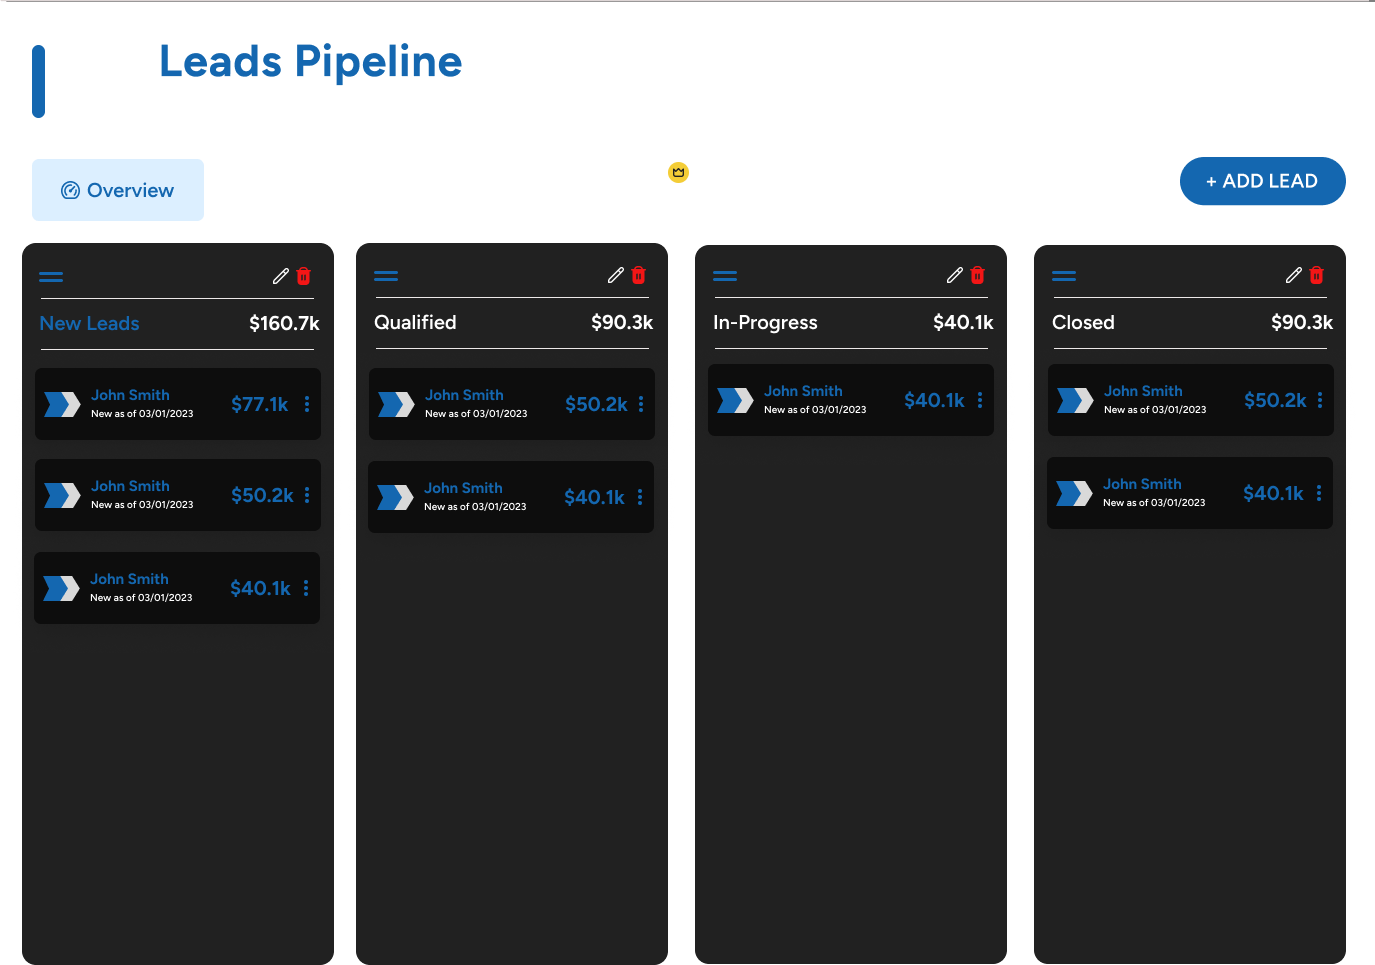 Leads Pipeline
Overview
+ ADD LEAD
New Leads $160.7k
John Smith
New as of 03/01/2023
$77.1k
John Smith
New as of 03/01/2023
$50.2k
John Smith
New as of 03/01/2023
$40.1k
Qualified $90.3k
John Smith
New as of 03/01/2023
$50.2k
John Smith
New as of 03/01/2023
$40.1k
In-Progress $40.1k
John Smith
New as of 03/01/2023
$40.1k
Closed $90.3k
John Smith
New as of 03/01/2023
$50.2k
John Smith
New as of 03/01/2023
$40.1k